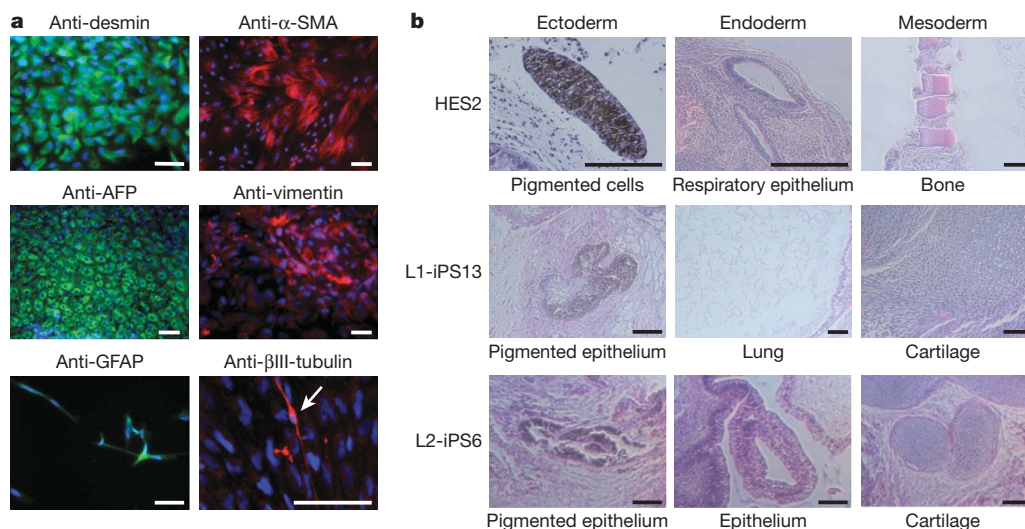 a
Anti-desmin Anti-α-SMA
Anti-AFP Anti-vimentin
Anti-GFAP Anti-βIII-tubulin
b
Ectoderm Endoderm Mesoderm
HES2
Pigmented cells Respiratory epithelium Bone
L1-iPS13
Pigmented epithelium Lung Cartilage
L2-iPS6
Pigmented epithelium Epithelium Cartilage